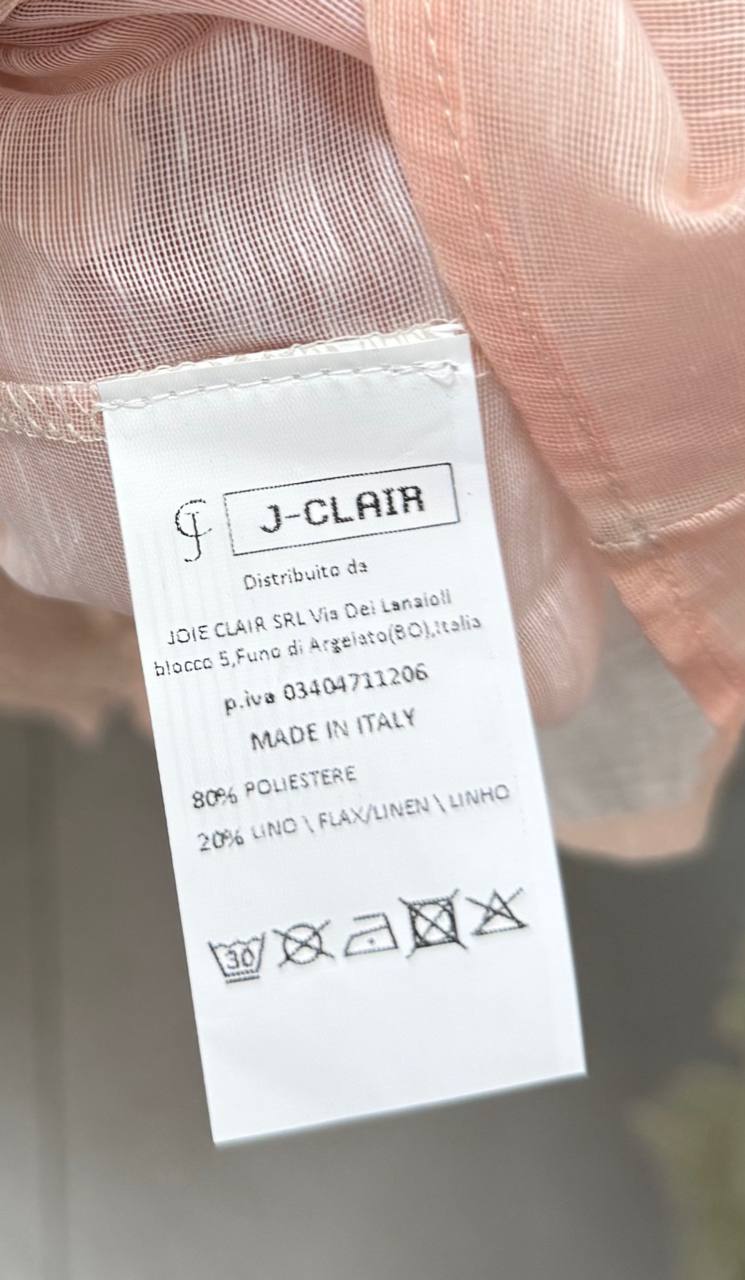 J-CLAIR
Distribuito da
JOIE CLAIR SRL Via Dei Lanaioli
blocco 5,Funo di Argelato(BO),Italia
p.iva 03404711206
MADE IN ITALY
80% POLIESTERE
20% LINO \ FLAX/LINEN \ LINHO
30